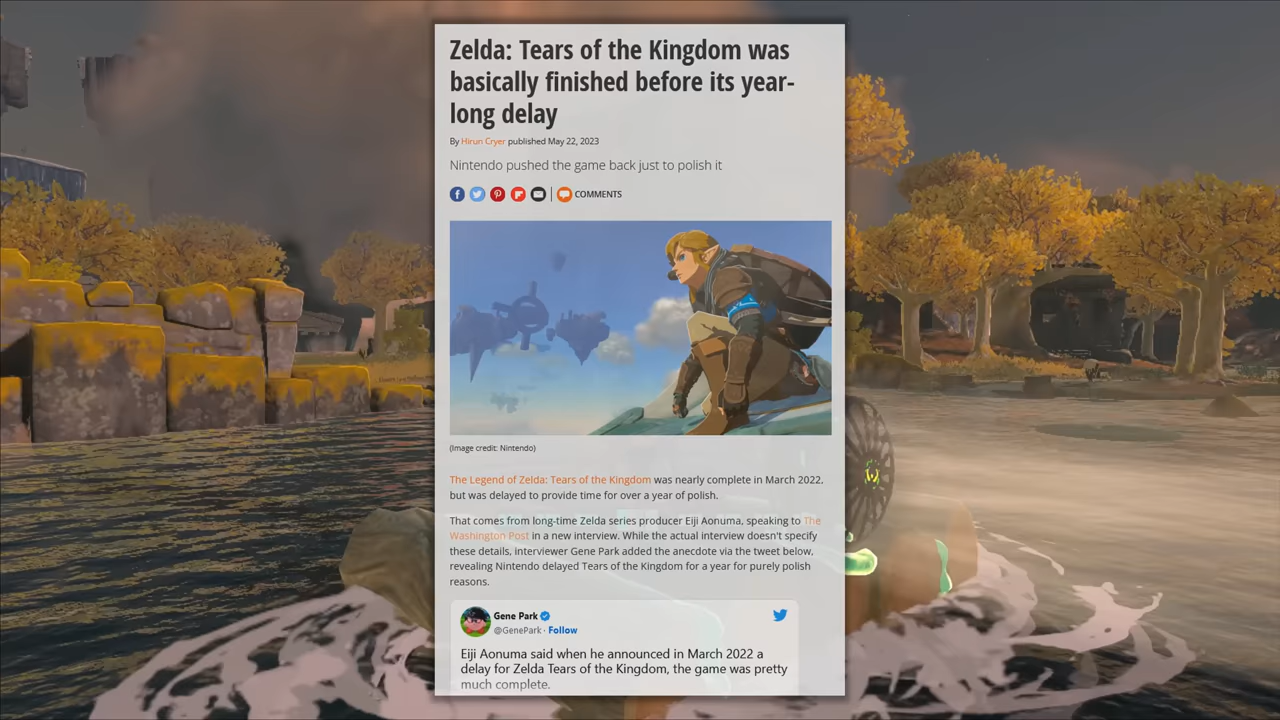 Zelda: Tears of the Kingdom was
basically finished before its year-
long delay
By Hirun Cryer published May 22, 2023
Nintendo pushed the game back just to polish it
COMMENTS
(Image credit: Nintendo)
The Legend of Zelda: Tears of the Kingdom was nearly complete in March 2022,
but was delayed to provide time for over a year of polish.
That comes from long-time Zelda series producer Eiji Aonuma, speaking to The
Washington Post in a new interview. While the actual interview doesn't specify
these details, interviewer Gene Park added the anecdote via the tweet below,
revealing Nintendo delayed Tears of the Kingdom for a year for purely polish
reasons.
Gene Park
@GenePark · Follow
Eiji Aonuma said when he announced in March 2022 a
delay for Zelda Tears of the Kingdom, the game was pretty
much complete.